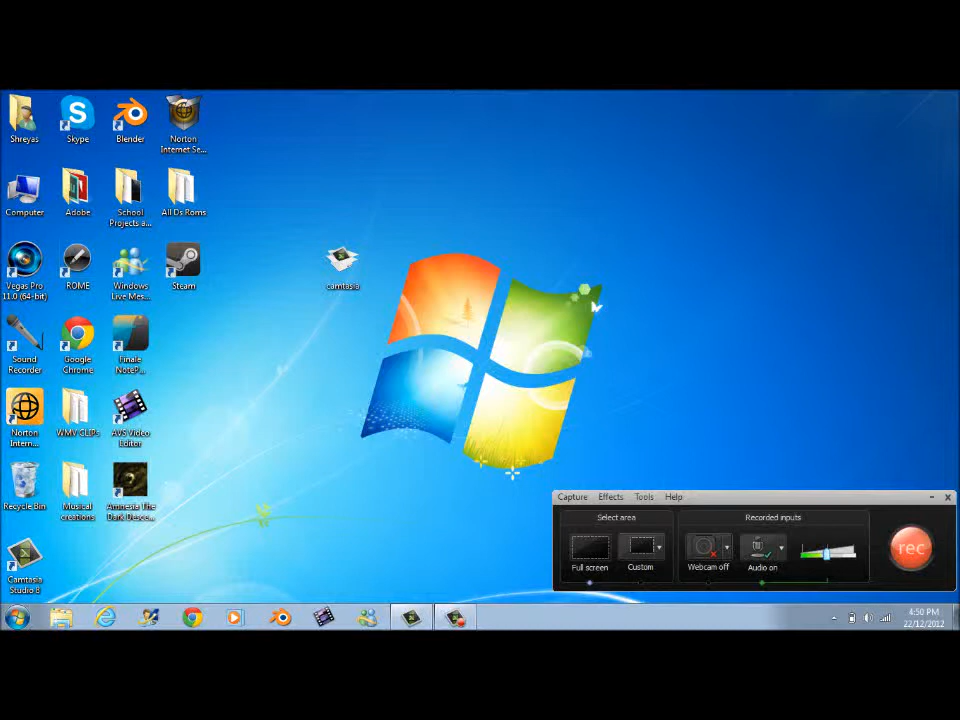 Shreyas
Skype
Blender
Norton
Internet Se...
Computer
Adobe
School
Projects a...
All Ds Roms
Vegas Pro
11.0 (64-bit)
ROME
Windows
Live Mes...
Steam
camtasia
Sound
Recorder
Google
Chrome
Finale
NoteP...
Norton
Intern...
WMV CLIPs
AVS Video
Editor
Recycle Bin
Musical
creations
Amnesia The
Dark Desce...
Camtasia
Studio 8
Capture Effects Tools Help
Select area
Recorded inputs
Full screen
Custom
Webcam off
Audio on
rec
4:50 PM
22/12/2012